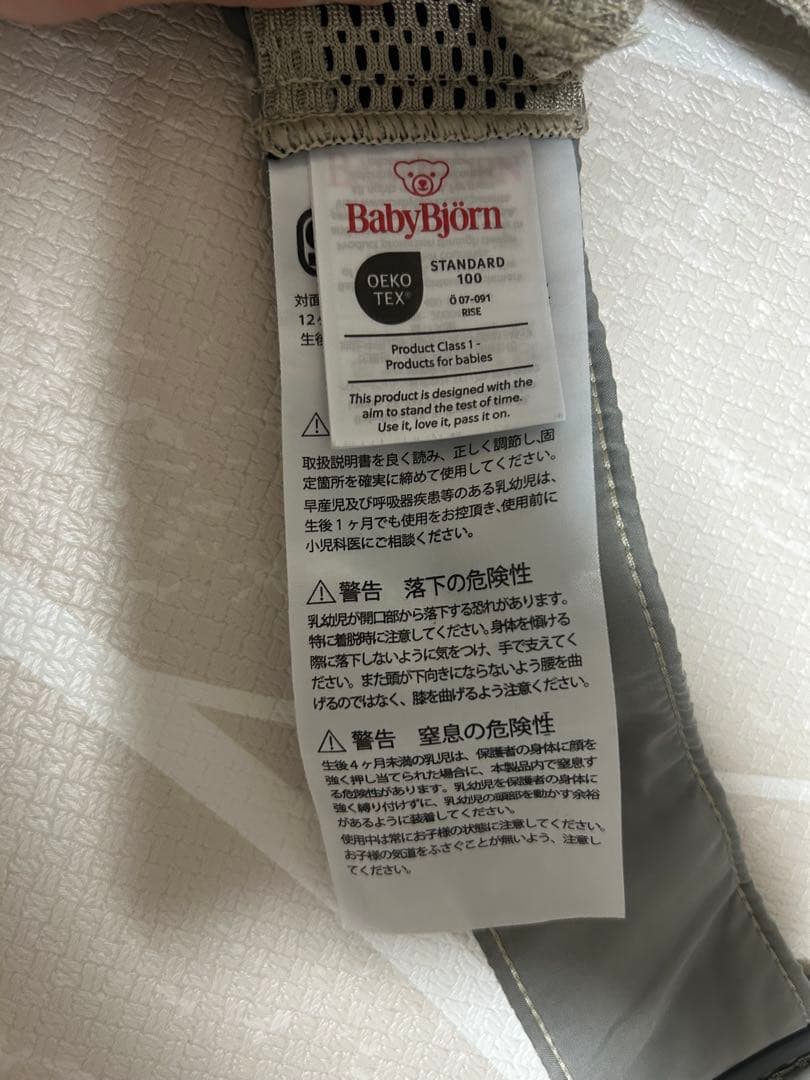 BabyBjörn
OEKO
TEX®
STANDARD
100
Ö 07-091
RISE
Product Class 1 -
Products for babies
This product is designed with the
aim to stand the test of time.
Use it, love it, pass it on.
対面
12ヶ
生後
取扱説明書を良く読み、正しく調節し、固
定箇所を確実に締めて使用してください。
早産児及び呼吸器疾患等のある乳幼児は、
生後1ヶ月でも使用をお控頂き、使用前に
小児科医にご相談ください。
警告 落下の危険性
乳幼児が開口部から落下する恐れがあります。
特に着脱時に注意してください。身体を傾ける
際に落下しないように気をつけ、手で支えてく
ださい。また頭が下向きにならないよう腰を曲
げるのではなく、膝を曲げるよう注意ください。
警告 窒息の危険性
生後4ヶ月未満の乳児は、保護者の身体に顔を
強く押し当てられた場合に、本製品内で窒息す
る危険性があります。乳幼児を保護者の身体に
強く縛り付けずに、乳幼児の頭部を動かす余裕
があるように装着してください。
使用中は常にお子様の状態に注意してください。
お子様の気道をふさぐことが無いよう、注意し
てください。